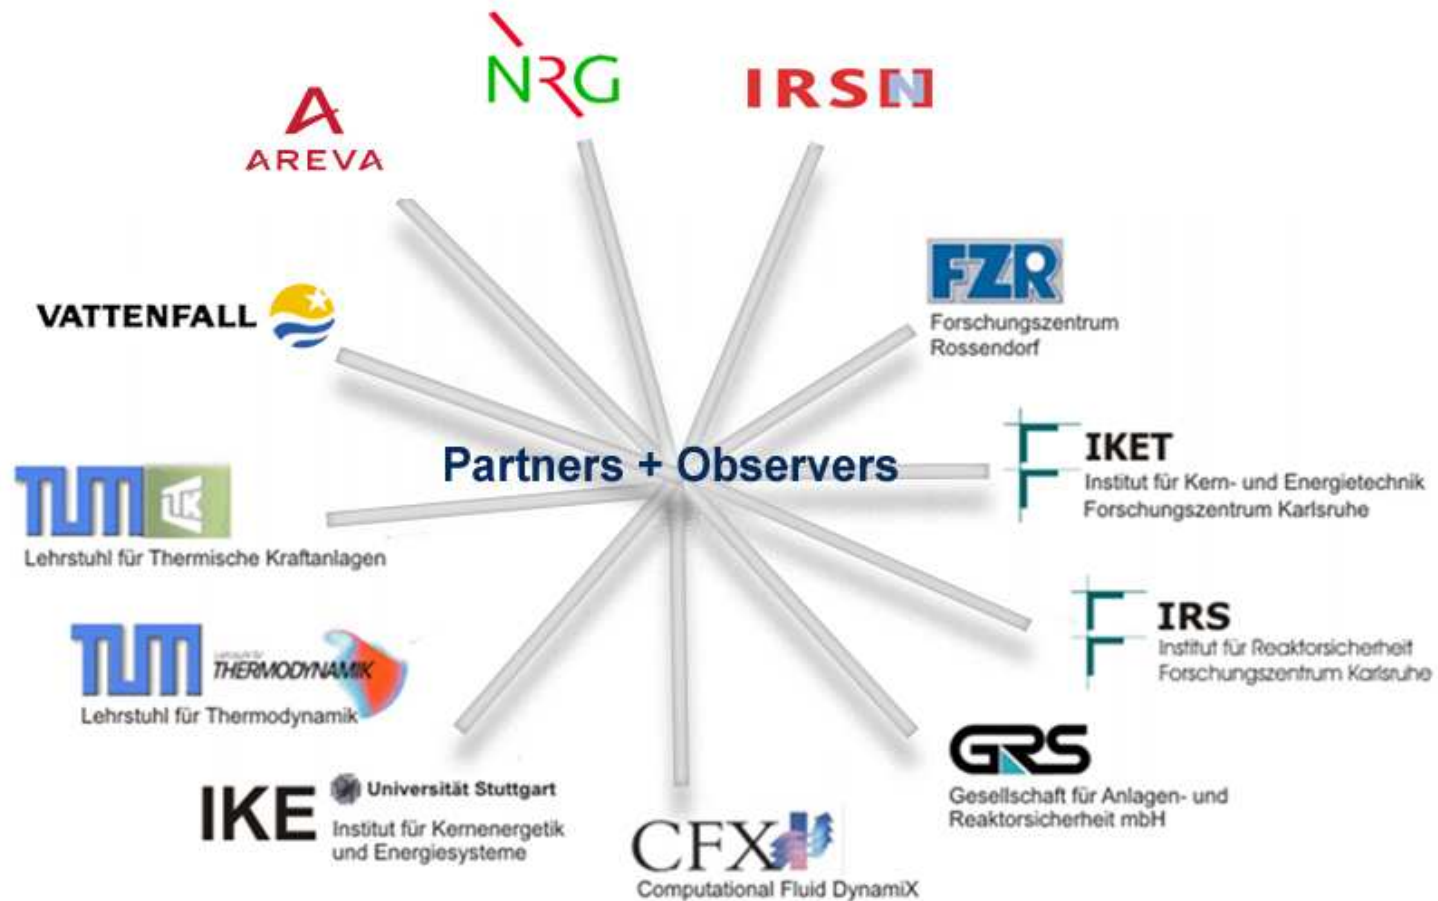 NRG
IRSN
AREVA
FZR
Forschungszentrum
Rossendorf
VATTENFALL
Partners + Observers
IKET
Institut für Kern- und Energietechnik
Forschungszentrum Karlsruhe
TUM
Lehrstuhl für Thermische Kraftanlagen
IRS
Institut für Reaktorsicherheit
Forschungszentrum Karlsruhe
TUM
THERMODYNAMIK
Lehrstuhl für Thermodynamik
GRS
Gesellschaft für Anlagen- und
Reaktorsicherheit mbH
IKE
Universität Stuttgart
Institut für Kernenergetik
und Energiesysteme
CFX
Computational Fluid DynamiX